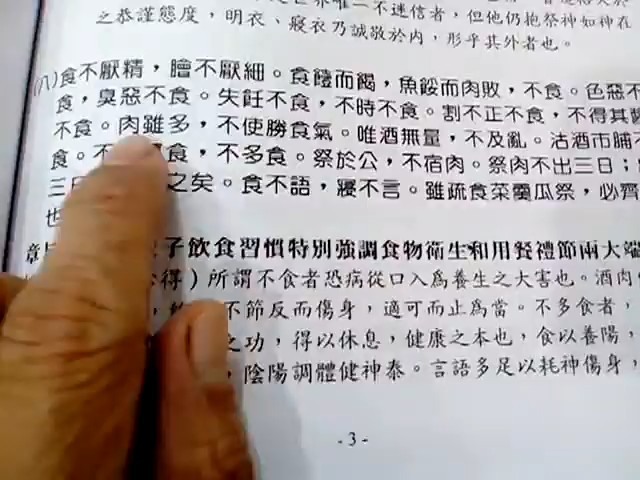 之恭謹態度，明衣、寢衣乃誠敬於內，形乎其外者也。
(八)食不厭精，膾不厭細。食饐而餲，魚餒而肉敗，不食。色惡不
食，臭惡不食。失飪不食，不時不食。割不正不食，不得其醬
不食。肉雖多，不使勝食氣。唯酒無量，不及亂。沽酒市脯不
食。不食，不多食。祭於公，不宿肉。祭肉不出三日；
三日之矣。食不語，寢不言。雖疏食菜羹瓜祭，必齊
也
章子飲食習慣特別強調食物衛生和用餐禮節兩大端
得）所謂不食者恐病從口入為養生之大害也。酒肉
不節反而傷身，適可而止為當。不多食者，
之功，得以休息，健康之本也，食以養陽，
，陰陽調體健神泰。言語多足以耗神傷身，
- 3 -